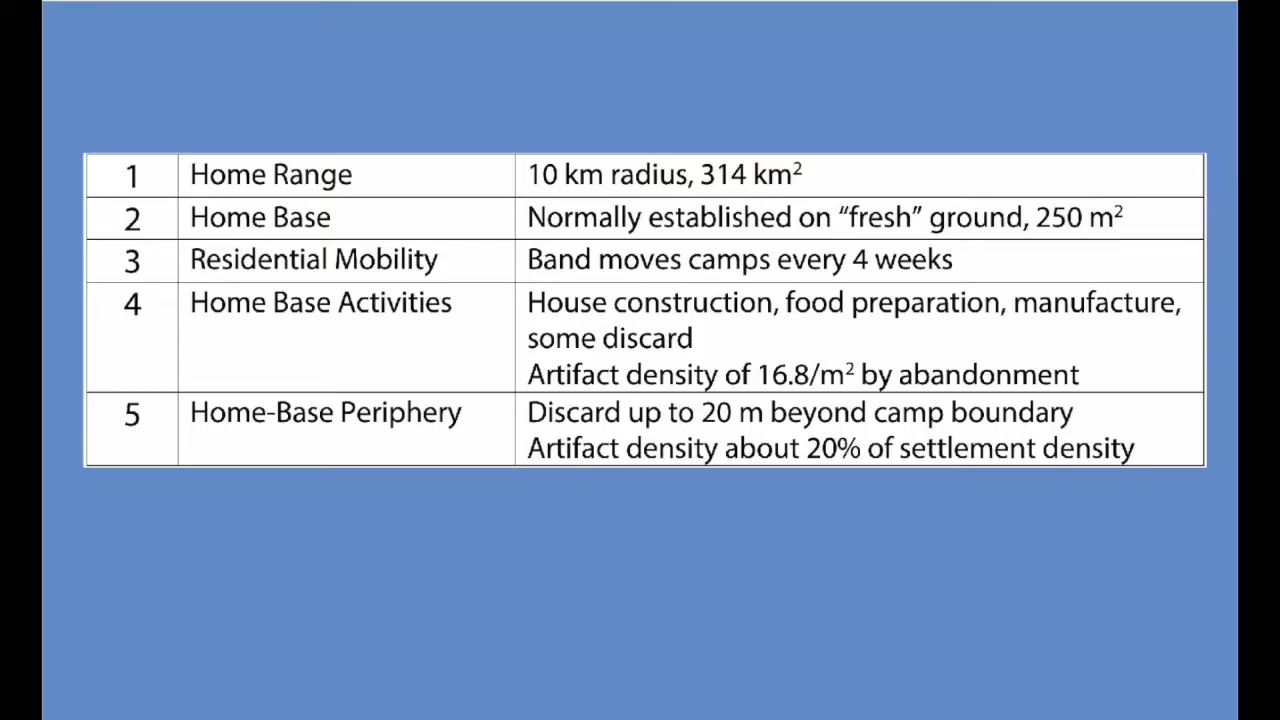 1 Home Range 10 km radius, 314 km²
2 Home Base Normally established on “fresh” ground, 250 m²
3 Residential Mobility Band moves camps every 4 weeks
4 Home Base Activities House construction, food preparation, manufacture,
some discard
Artifact density of 16.8/m² by abandonment
5 Home-Base Periphery Discard up to 20 m beyond camp boundary
Artifact density about 20% of settlement density